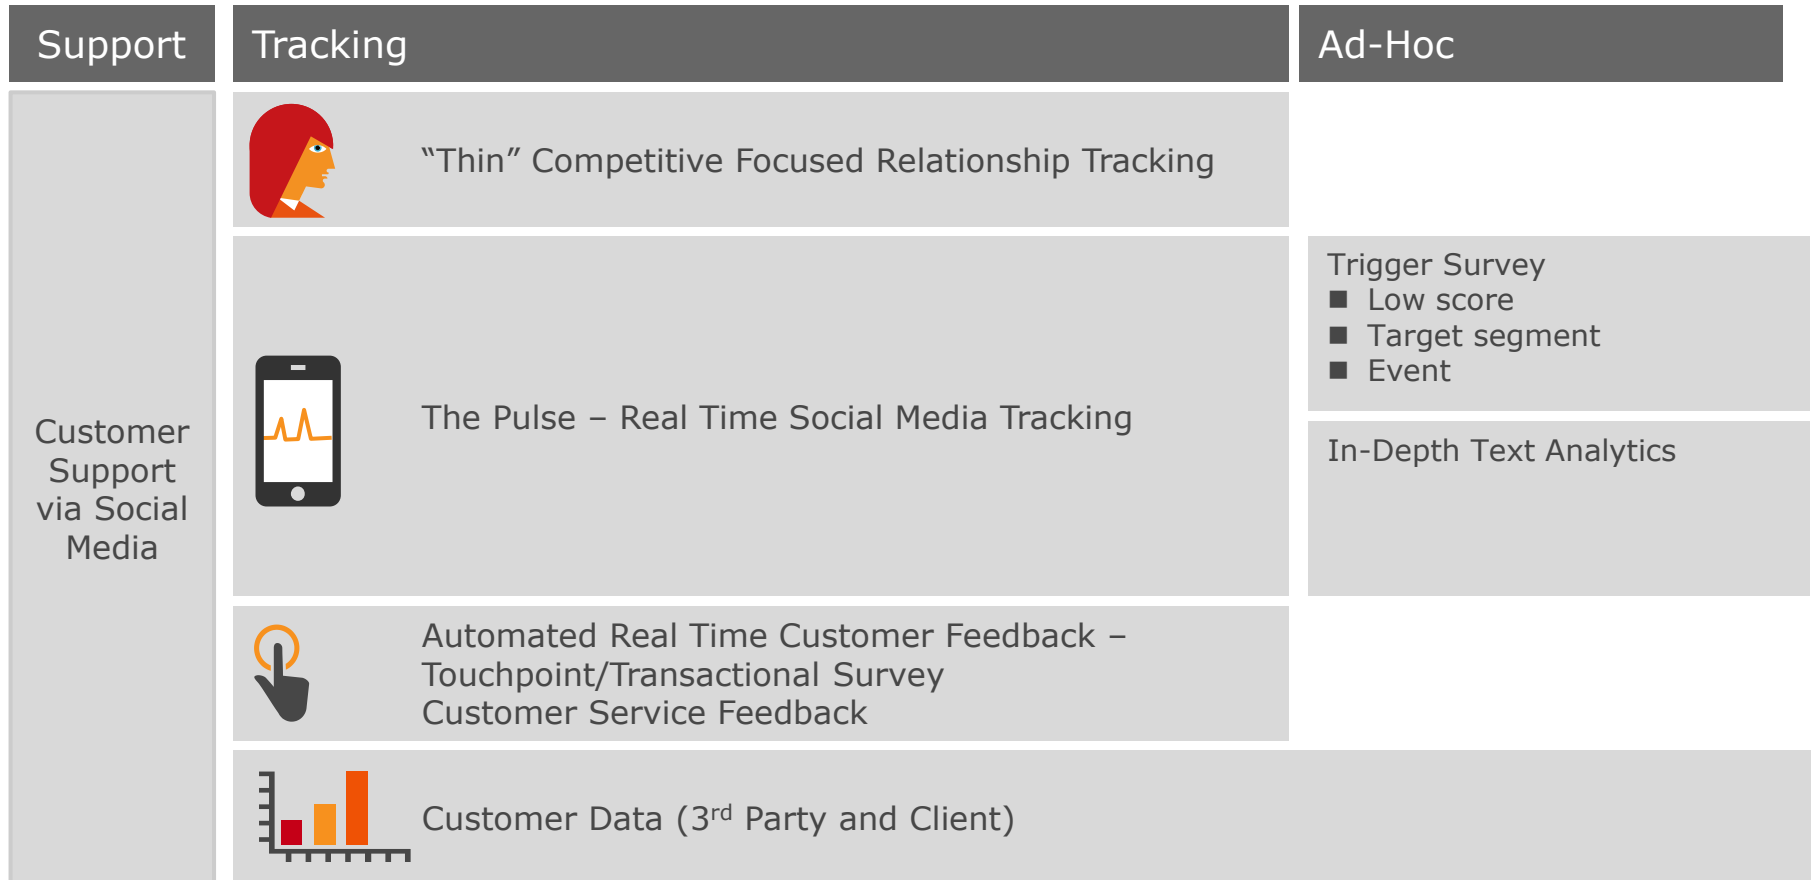 Support
Tracking
Ad-Hoc
Customer
Support
via Social
Media
“Thin” Competitive Focused Relationship Tracking
The Pulse – Real Time Social Media Tracking
Trigger Survey
■ Low score
■ Target segment
■ Event
In-Depth Text Analytics
Automated Real Time Customer Feedback –
Touchpoint/Transactional Survey
Customer Service Feedback
Customer Data (3rd Party and Client)